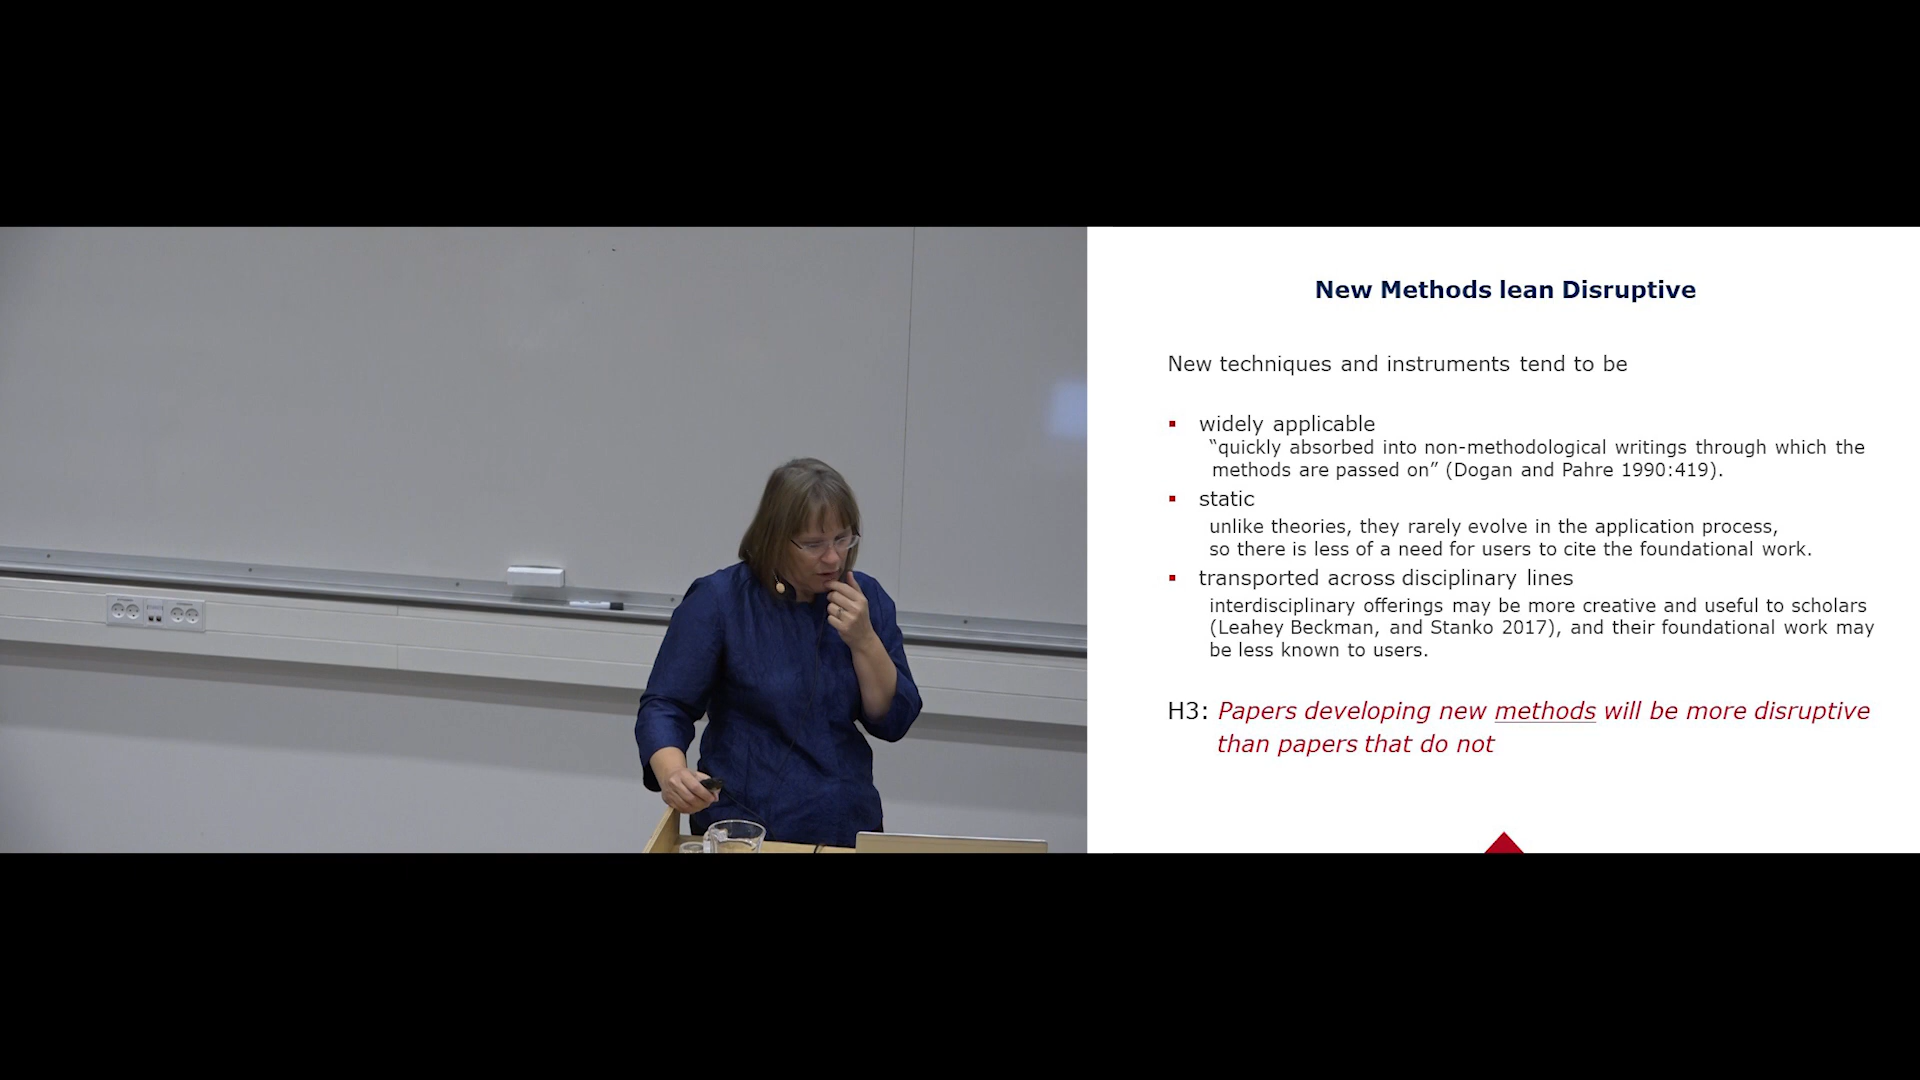 New Methods lean Disruptive
New techniques and instruments tend to be
▪ widely applicable
“quickly absorbed into non-methodological writings through which the
methods are passed on” (Dogan and Pahre 1990:419).
▪ static
unlike theories, they rarely evolve in the application process,
so there is less of a need for users to cite the foundational work.
▪ transported across disciplinary lines
interdisciplinary offerings may be more creative and useful to scholars
(Leahey Beckman, and Stanko 2017), and their foundational work may
be less known to users.
H3: Papers developing new methods will be more disruptive
than papers that do not